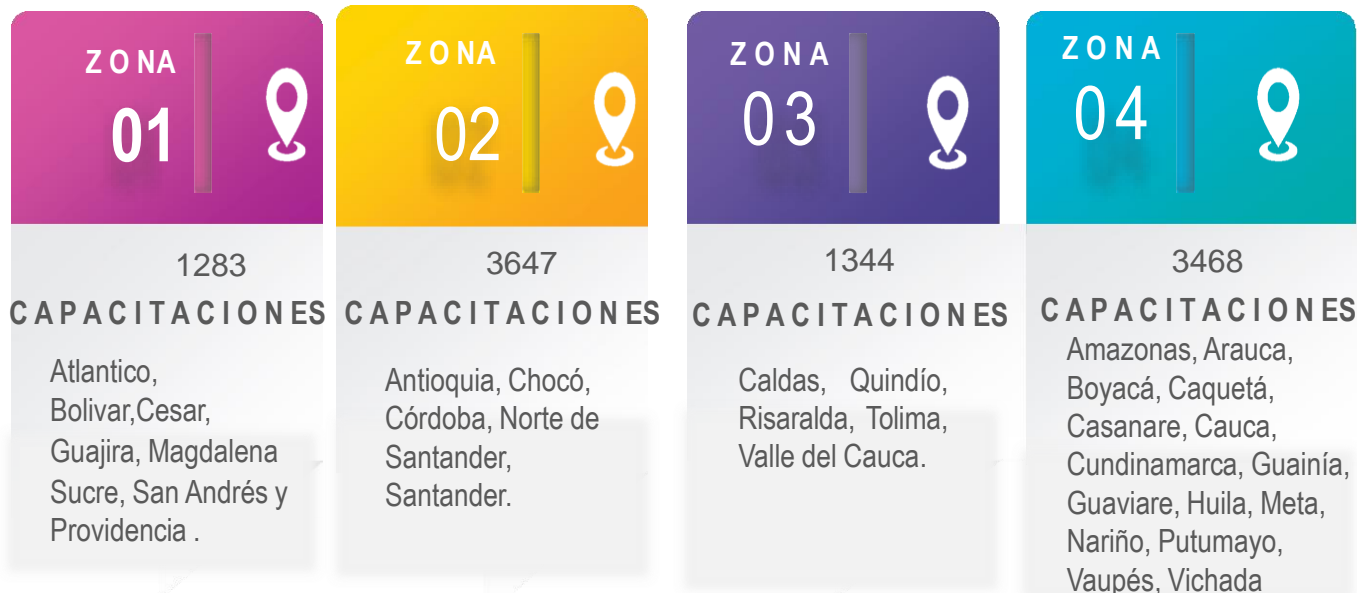 ZONA
01
1283
CAPACITACIONES
Atlantico,
Bolivar,Cesar,
Guajira, Magdalena
Sucre, San Andrés y
Providencia .
ZONA
02
3647
CAPACITACIONES
Antioquia, Chocó,
Córdoba, Norte de
Santander,
Santander.
ZONA
03
1344
CAPACITACIONES
Caldas, Quindío,
Risaralda, Tolima,
Valle del Cauca.
ZONA
04
3468
CAPACITACIONES
Amazonas, Arauca,
Boyacá, Caquetá,
Casanare, Cauca,
Cundinamarca, Guainía,
Guaviare, Huila, Meta,
Nariño, Putumayo,
Vaupés, Vichada